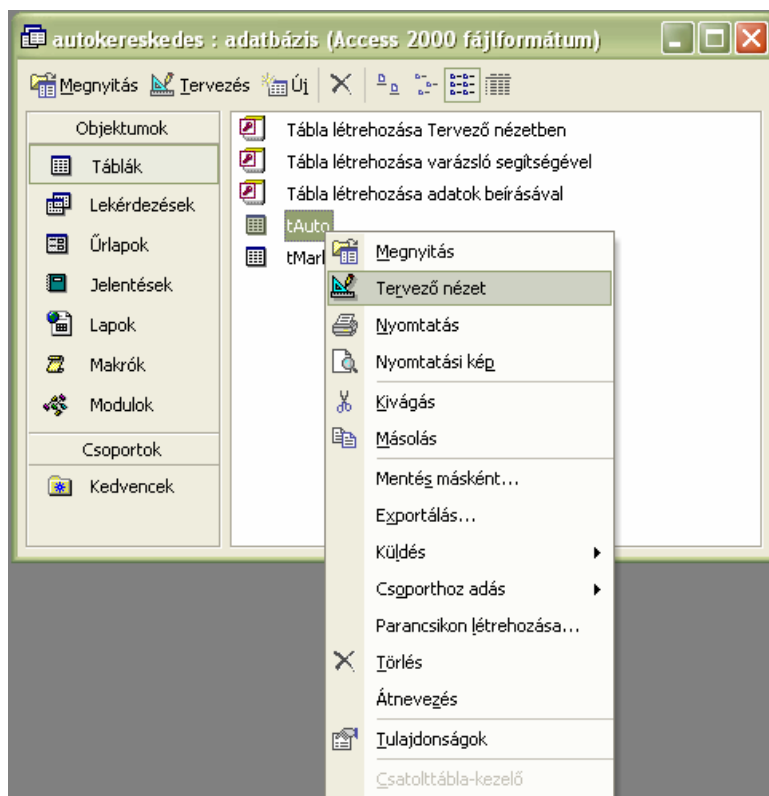 autokereskedes : adatbázis (Access 2000 fájlformátum)
Megnyitás Tervezés Új
Objektumok
Táblák
Lekérdezések
Űrlapok
Jelentések
Lapok
Makrók
Modulok
Csoportok
Kedvencek
Tábla létrehozása Tervező nézetben
Tábla létrehozása varázsló segítségével
Tábla létrehozása adatok beírásával
tAuto
tMark
Megnyitás
Tervező nézet
Nyomtatás
Nyomtatási kép
Kivágás
Másolás
Mentés másként...
Exportálás...
Küldés
Csoporthoz adás
Parancsikon létrehozása...
Törlés
Átnevezés
Tulajdonságok
Csatolttábla-kezelő